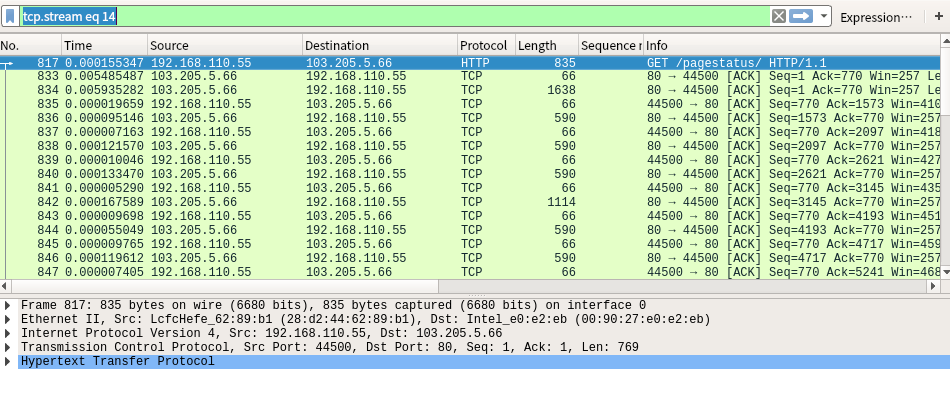 tcp.stream eq 14 Expression… +
No. Time Source Destination Protocol Length Sequence r Info
817 0.000155347 192.168.110.55 103.205.5.66 HTTP 835 GET /pagestatus/ HTTP/1.1
833 0.005485487 103.205.5.66 192.168.110.55 TCP 66 80 → 44500 [ACK] Seq=1 Ack=770 Win=257 Le
834 0.005935282 103.205.5.66 192.168.110.55 TCP 1638 80 → 44500 [ACK] Seq=1 Ack=770 Win=257 Le
835 0.000019659 192.168.110.55 103.205.5.66 TCP 66 44500 → 80 [ACK] Seq=770 Ack=1573 Win=410
836 0.000095146 103.205.5.66 192.168.110.55 TCP 590 80 → 44500 [ACK] Seq=1573 Ack=770 Win=257
837 0.000007163 192.168.110.55 103.205.5.66 TCP 66 44500 → 80 [ACK] Seq=770 Ack=2097 Win=418
838 0.000121570 103.205.5.66 192.168.110.55 TCP 590 80 → 44500 [ACK] Seq=2097 Ack=770 Win=257
839 0.000010046 192.168.110.55 103.205.5.66 TCP 66 44500 → 80 [ACK] Seq=770 Ack=2621 Win=427
840 0.000133470 103.205.5.66 192.168.110.55 TCP 590 80 → 44500 [ACK] Seq=2621 Ack=770 Win=257
841 0.000005290 192.168.110.55 103.205.5.66 TCP 66 44500 → 80 [ACK] Seq=770 Ack=3145 Win=435
842 0.000167589 103.205.5.66 192.168.110.55 TCP 1114 80 → 44500 [ACK] Seq=3145 Ack=770 Win=257
843 0.000009698 192.168.110.55 103.205.5.66 TCP 66 44500 → 80 [ACK] Seq=770 Ack=4193 Win=451
844 0.000055049 103.205.5.66 192.168.110.55 TCP 590 80 → 44500 [ACK] Seq=4193 Ack=770 Win=257
845 0.000009765 192.168.110.55 103.205.5.66 TCP 66 44500 → 80 [ACK] Seq=770 Ack=4717 Win=459
846 0.000119612 103.205.5.66 192.168.110.55 TCP 590 80 → 44500 [ACK] Seq=4717 Ack=770 Win=257
847 0.000007405 192.168.110.55 103.205.5.66 TCP 66 44500 → 80 [ACK] Seq=770 Ack=5241 Win=468
Frame 817: 835 bytes on wire (6680 bits), 835 bytes captured (6680 bits) on interface 0
Ethernet II, Src: LcfcHefe_62:89:b1 (28:d2:44:62:89:b1), Dst: Intel_e0:e2:eb (00:90:27:e0:e2:eb)
Internet Protocol Version 4, Src: 192.168.110.55, Dst: 103.205.5.66
Transmission Control Protocol, Src Port: 44500, Dst Port: 80, Seq: 1, Ack: 1, Len: 769
Hypertext Transfer Protocol